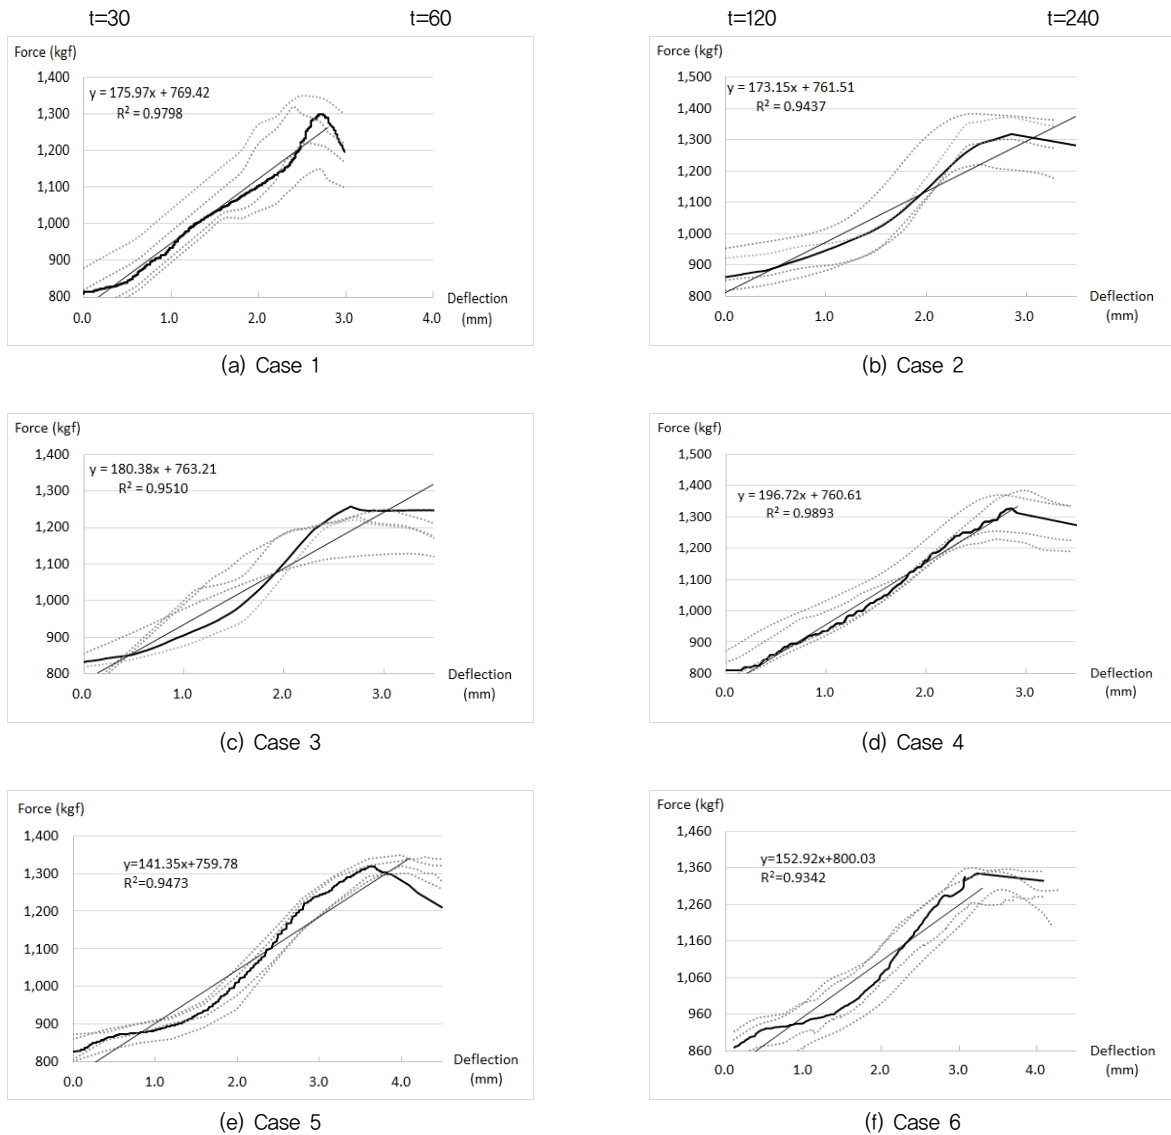 t=30 t=60 t=120 t=240
Force (kgf)
1,400
1,300
1,200
1,100
1,000
900
800
y = 175.97x + 769.42
R² = 0.9798
0.0 1.0 2.0 3.0 4.0
Deflection
(mm)
(a) Case 1
Force (kgf)
1,500
1,400
1,300
1,200
1,100
1,000
900
800
y = 173.15x + 761.51
R² = 0.9437
0.0 1.0 2.0 3.0
Deflection
(mm)
(b) Case 2
Force (kgf)
1,400
1,300
1,200
1,100
1,000
900
800
y = 180.38x + 763.21
R² = 0.9510
0.0 1.0 2.0 3.0
Deflection
(mm)
(c) Case 3
Force (kgf)
1,500
1,400
1,300
1,200
1,100
1,000
900
800
y = 196.72x + 760.61
R² = 0.9893
0.0 1.0 2.0 3.0
Deflection
(mm)
(d) Case 4
Force (kgf)
1,400
1,300
1,200
1,100
1,000
900
800
y=141.35x+759.78
R²=0.9473
0.0 1.0 2.0 3.0 4.0
Deflection
(mm)
(e) Case 5
Force (kgf)
1,460
1,360
1,260
1,160
1,060
960
860
y=152.92x+800.03
R²=0.9342
0.0 1.0 2.0 3.0 4.0
Deflection
(mm)
(f) Case 6